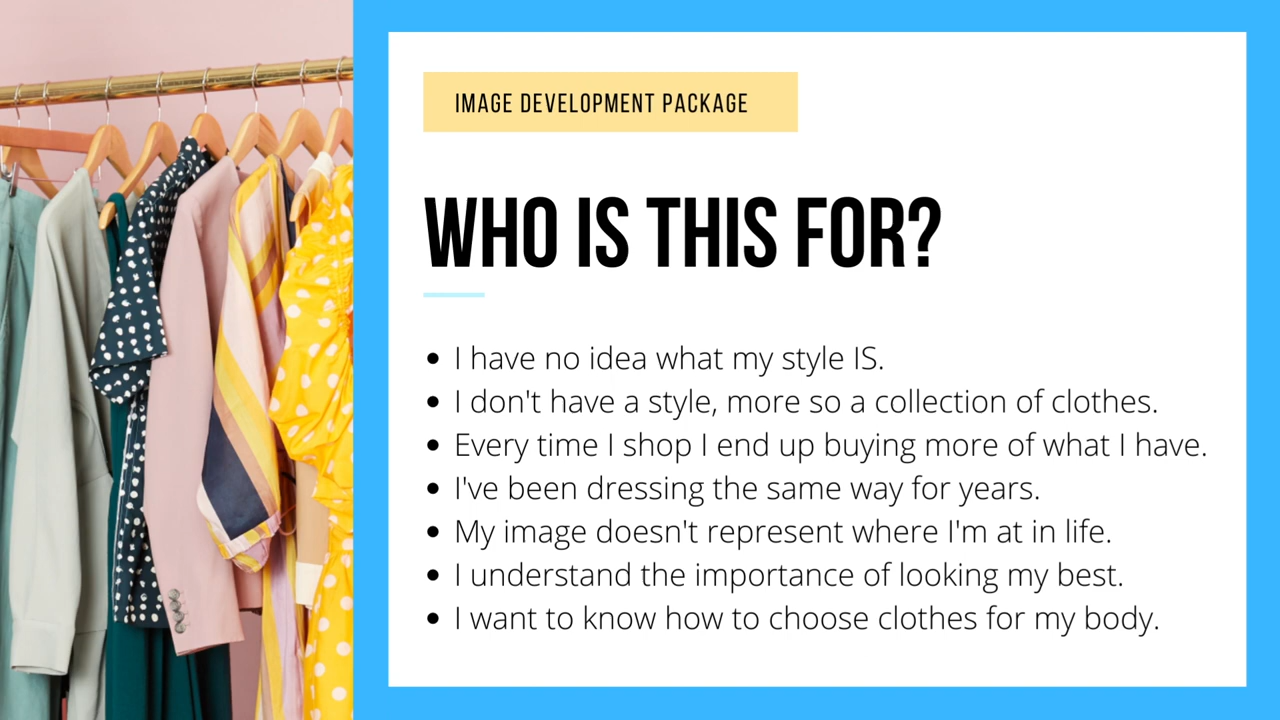 IMAGE DEVELOPMENT PACKAGE
WHO IS THIS FOR?
• I have no idea what my style IS.
• I don't have a style, more so a collection of clothes.
• Every time I shop I end up buying more of what I have.
• I've been dressing the same way for years.
• My image doesn't represent where I'm at in life.
• I understand the importance of looking my best.
• I want to know how to choose clothes for my body.